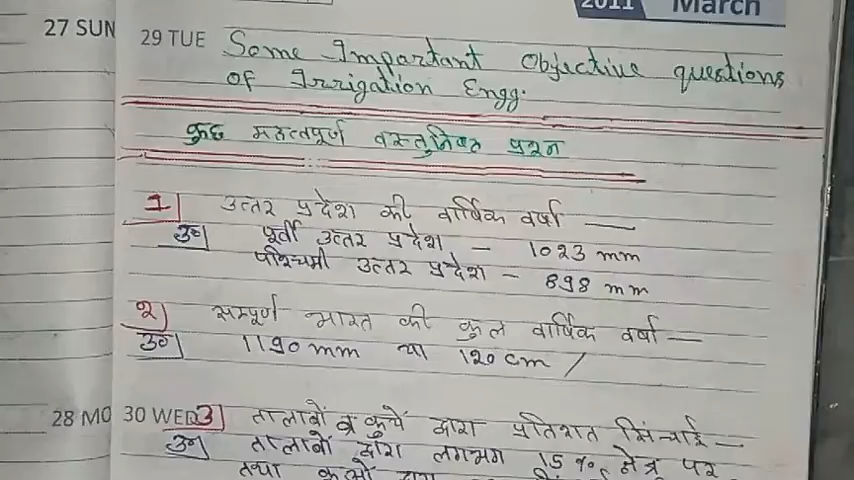 2011 March
27 SUN
29 TUE Some Important Objective questions
of Irrigation Engg.
कुछ महत्वपूर्ण वस्तुनिष्ठ प्रश्न
1] उत्तर प्रदेश की वार्षिक वर्षा —
उ०] पूर्वी उत्तर प्रदेश - 1023 mm
पश्चिमी उत्तर प्रदेश - 898 mm
२] सम्पूर्ण भारत की कुल वार्षिक वर्षा —
उ०] 1190 mm या 120 cm /
28 MO 30 WED 3] तालाबों व कुयें द्वारा प्रतिशत सिंचाई —
उ०] तालाबों द्वारा लगभग 15 %, क्षेत्र पर
तथा कुओं द्वारा